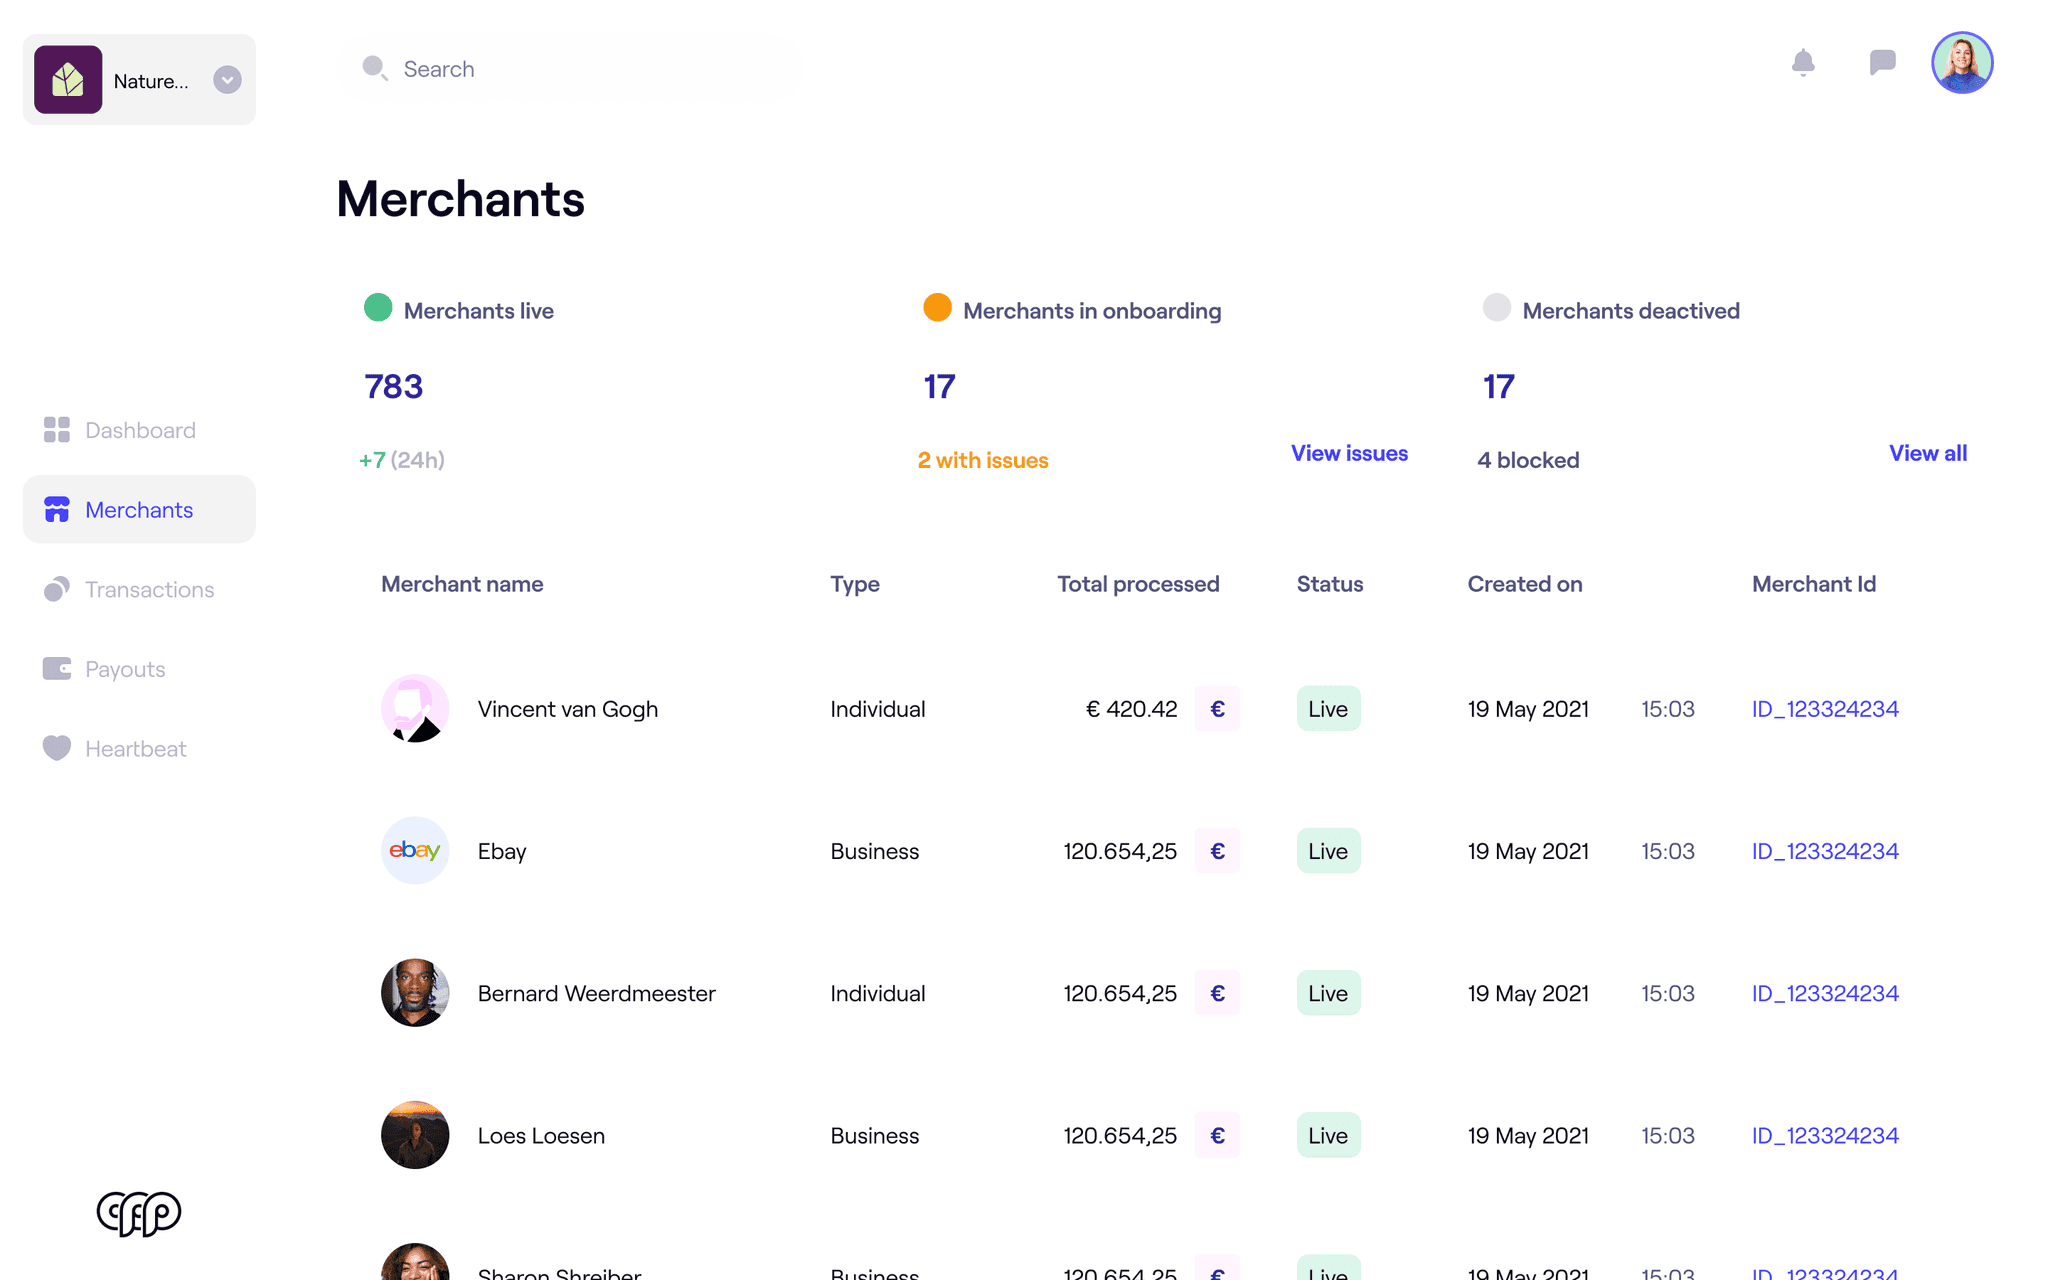 Nature...
Search
Merchants
Merchants live
783
+7 (24h)
Merchants in onboarding
17
2 with issues
View issues
Merchants deactived
17
4 blocked
View all
Dashboard
Merchants
Transactions
Payouts
Heartbeat
Merchant name Type Total processed Status Created on Merchant Id
Vincent van Gogh Individual € 420.42 € Live 19 May 2021 15:03 ID_123324234
ebay Ebay Business 120.654,25 € Live 19 May 2021 15:03 ID_123324234
Bernard Weerdmeester Individual 120.654,25 € Live 19 May 2021 15:03 ID_123324234
Loes Loesen Business 120.654,25 € Live 19 May 2021 15:03 ID_123324234
Sharon Shreiber Business 120.654,25 € Live 19 May 2021 15:03 ID_123324234